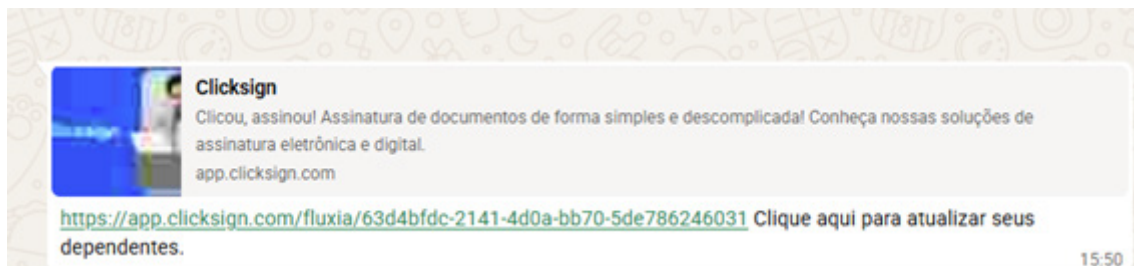 Clicksign
Clicou, assinou! Assinatura de documentos de forma simples e descomplicada! Conheça nossas soluções de
assinatura eletrônica e digital.
app.clicksign.com
https://app.clicksign.com/fluxia/63d4bfdc-2141-4d0a-bb70-5de786246031 Clique aqui para atualizar seus
dependentes.
15:50